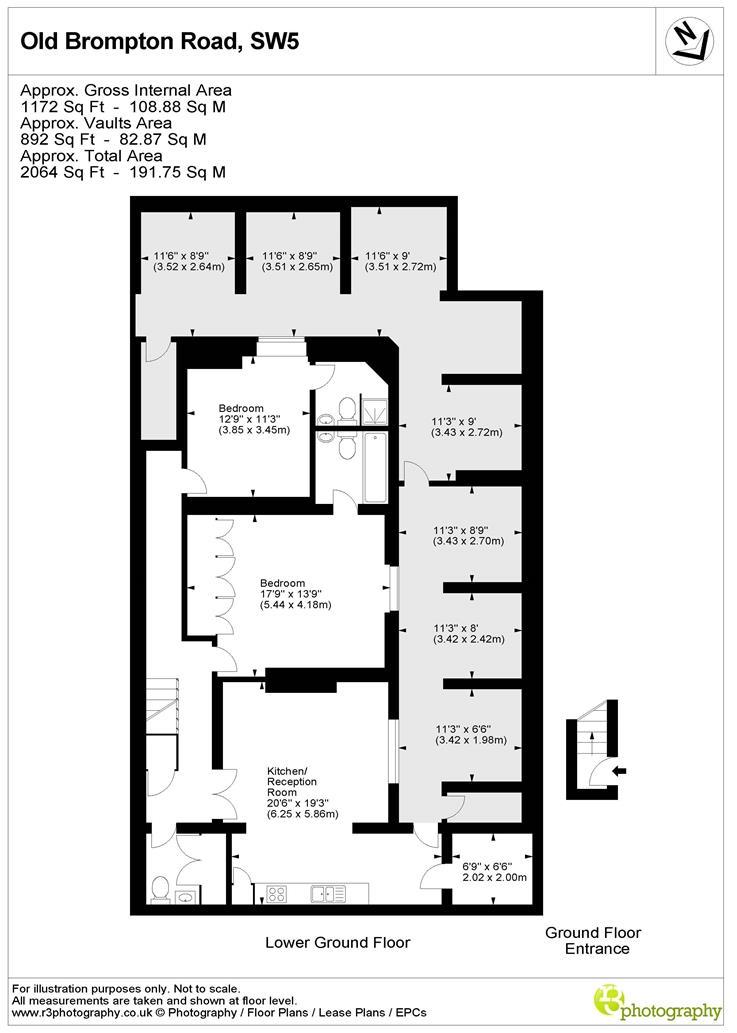 Old Brompton Road, SW5
N
Approx. Gross Internal Area
1172 Sq Ft - 108.88 Sq M
Approx. Vaults Area
892 Sq Ft - 82.87 Sq M
Approx. Total Area
2064 Sq Ft - 191.75 Sq M
11'6" x 8'9"
(3.52 x 2.64m)
11'6" x 8'9"
(3.51 x 2.65m)
11'6" x 9'
(3.51 x 2.72m)
Bedroom
12'9" x 11'3"
(3.85 x 3.45m)
11'3" x 9'
(3.43 x 2.72m)
11'3" x 8'9"
(3.43 x 2.70m)
Bedroom
17'9" x 13'9"
(5.44 x 4.18m)
11'3" x 8'
(3.42 x 2.42m)
11'3" x 6'6"
(3.42 x 1.98m)
Kitchen/
Reception
Room
20'6" x 19'3"
(6.25 x 5.86m)
6'9" x 6'6"
2.02 x 2.00m
Lower Ground Floor
Ground Floor
Entrance
For illustration purposes only. Not to scale.
All measurements are taken and shown at floor level.
www.r3photography.co.uk © Photography / Floor Plans / Lease Plans / EPCs
r3photography